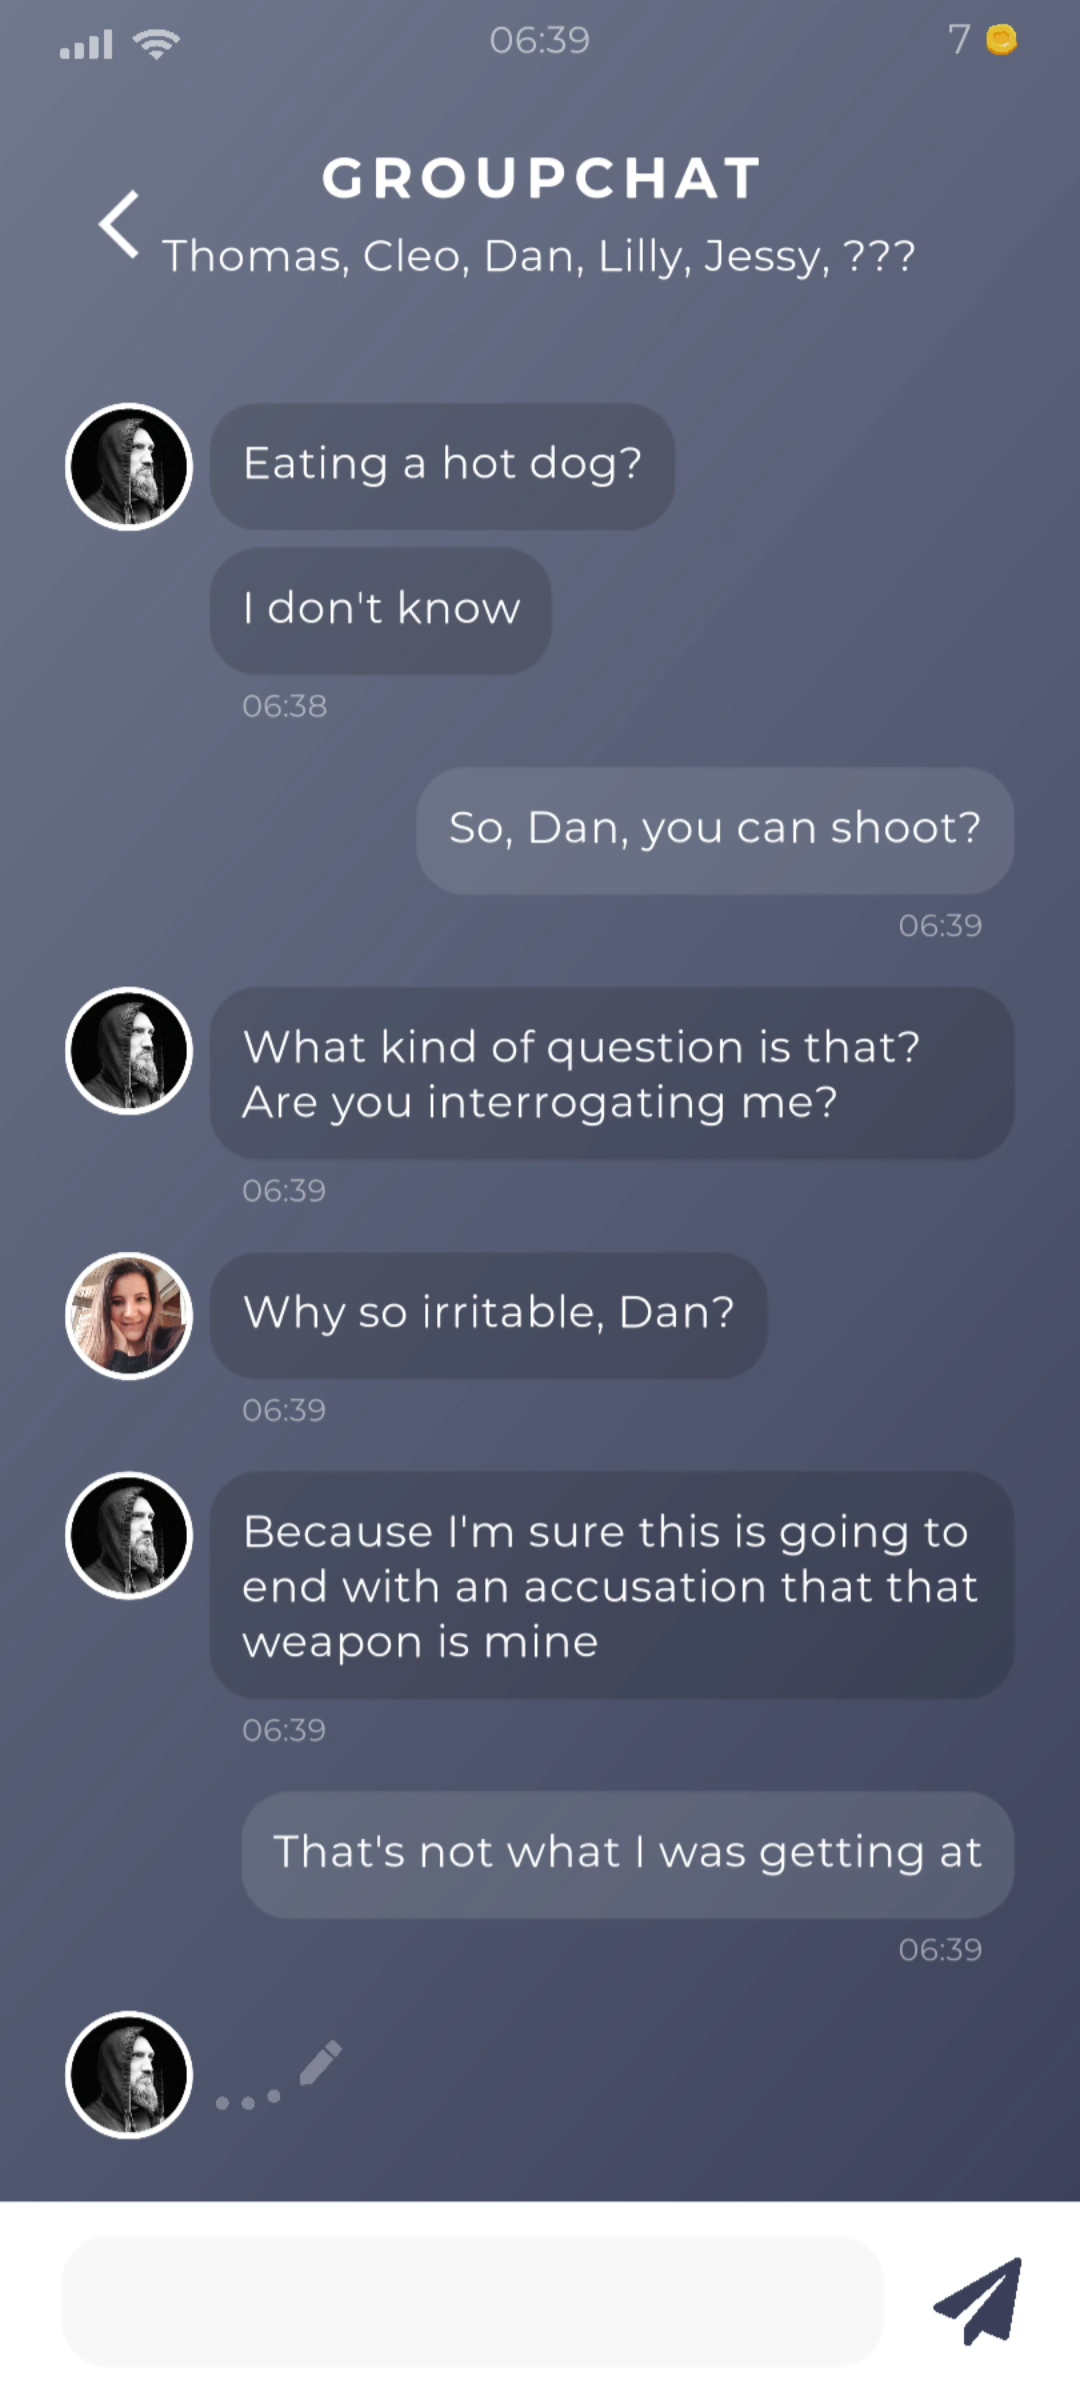 06:39
7
GROUPCHAT
Thomas, Cleo, Dan, Lilly, Jessy, ???
Eating a hot dog?
I don't know
06:38
So, Dan, you can shoot?
06:39
What kind of question is that?
Are you interrogating me?
06:39
Why so irritable, Dan?
06:39
Because I'm sure this is going to
end with an accusation that that
weapon is mine
06:39
That's not what I was getting at
06:39